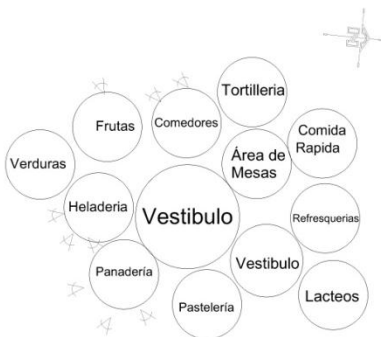 Tortilleria
Frutas
Comedores
Comida
Rapida
Verduras
Área de
Mesas
Heladeria
Vestibulo
Refresquerias
Panadería
Vestibulo
Pastelería
Lacteos